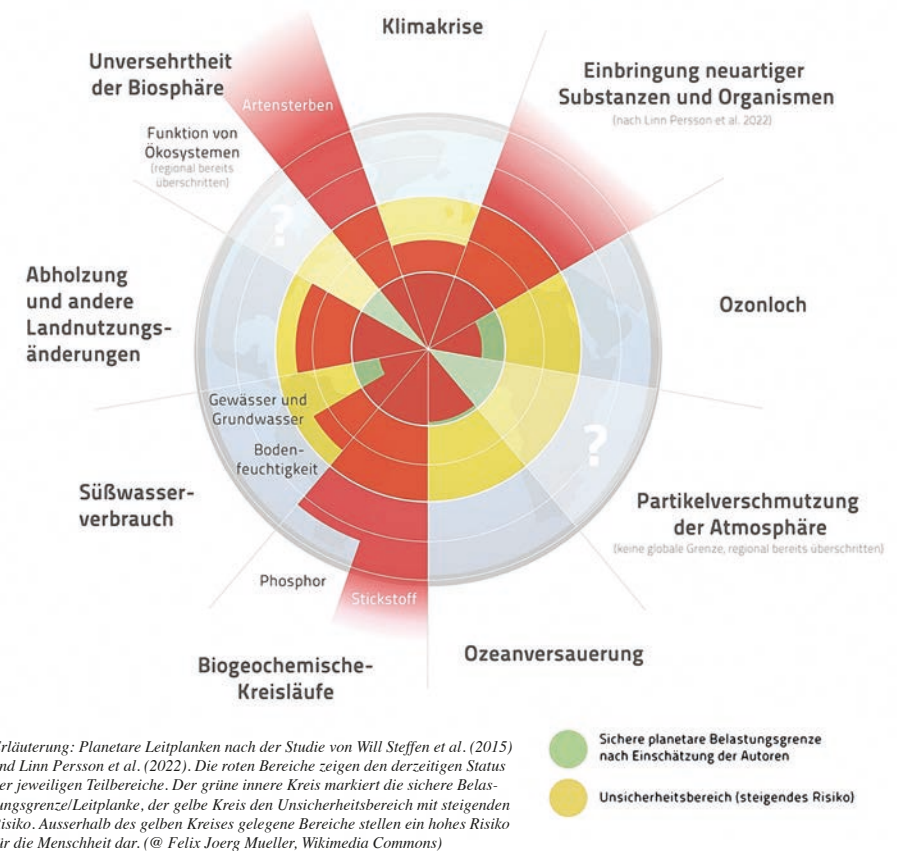 Klimakrise
Unversehrtheit
der Biosphäre
Artensterben
Funktion von
Ökosystemen
(regional bereits
überschritten)
?
Einbringung neuartiger
Substanzen und Organismen
(nach Linn Persson et al. 2022)
Abholzung
und andere
Landnutzungs-
änderungen
Ozonloch
Gewässer und
Grundwasser
Boden-
feuchtigkeit
?
Süßwasser-
verbrauch
Partikelverschmutzung
der Atmosphäre
(keine globale Grenze, regional bereits überschritten)
Phosphor
Stickstoff
Biogeochemische-
Kreisläufe
Ozeanversauerung
rläuterung: Planetare Leitplanken nach der Studie von Will Steffen et al. (2015)
nd Linn Persson et al. (2022). Die roten Bereiche zeigen den derzeitigen Status
er jeweiligen Teilbereiche. Der grüne innere Kreis markiert die sichere Belas-
ungsgrenze/Leitplanke, der gelbe Kreis den Unsicherheitsbereich mit steigenden
isiko. Ausserhalb des gelben Kreises gelegene Bereiche stellen ein hohes Risiko
ür die Menschheit dar. (@ Felix Joerg Mueller, Wikimedia Commons)
Sichere planetare Belastungsgrenze
nach Einschätzung der Autoren
Unsicherheitsbereich (steigendes Risiko)